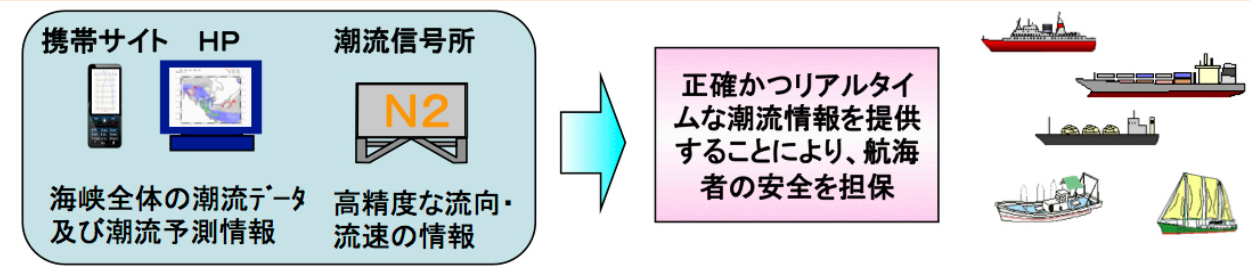 携帯サイト HP
潮流信号所
N2
海峡全体の潮流ﾃﾞｰﾀ
及び潮流予測情報
高精度な流向・
流速の情報
正確かつリアルタイ
ムな潮流情報を提供
することにより、航海
者の安全を担保